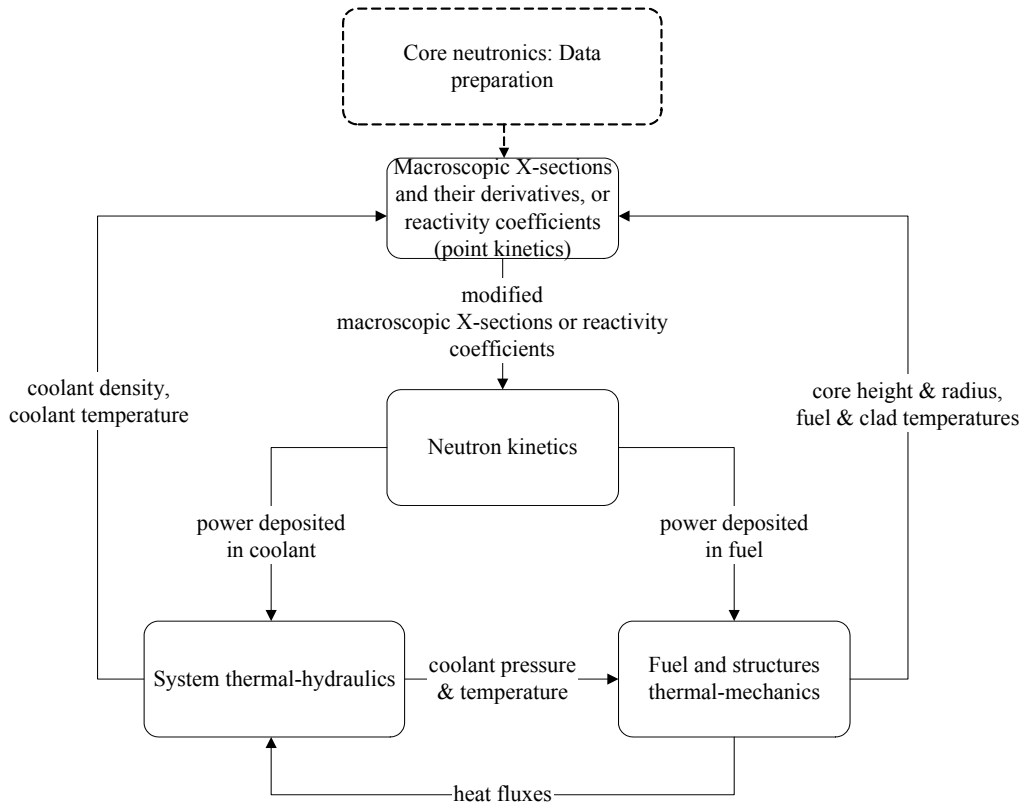 Core neutronics: Data
preparation
Macroscopic X-sections
and their derivatives, or
reactivity coefficients
(point kinetics)
modified
macroscopic X-sections or reactivity
coefficients
coolant density,
coolant temperature
core height & radius,
fuel & clad temperatures
Neutron kinetics
power deposited
in coolant
power deposited
in fuel
System thermal-hydraulics
coolant pressure
& temperature
Fuel and structures
thermal-mechanics
heat fluxes